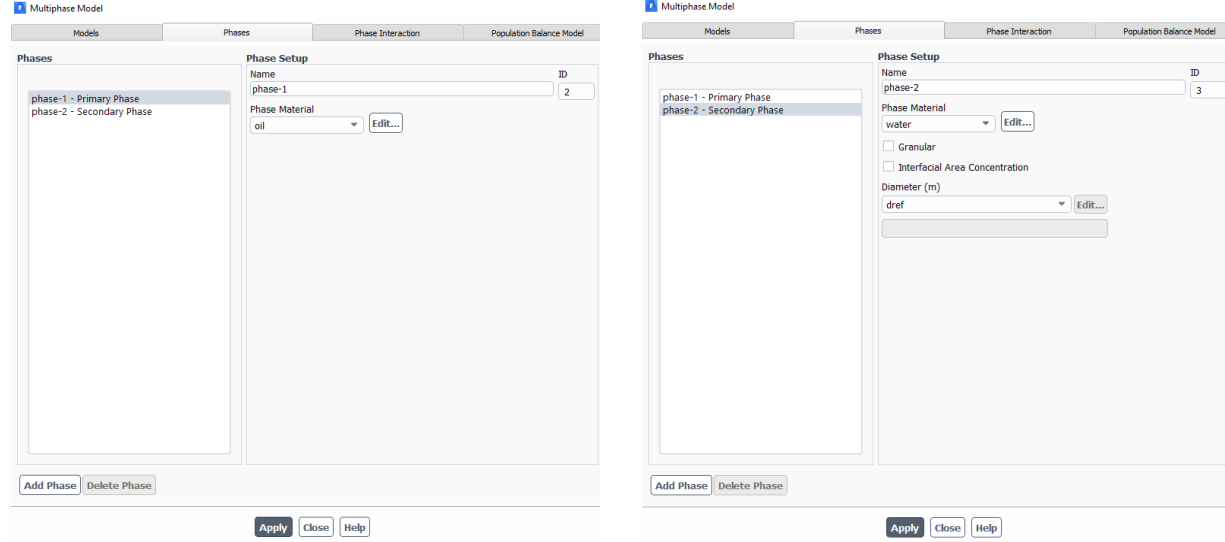 Multiphase Model
Models Phases Phase Interaction Population Balance Model
Phases
phase-1 - Primary Phase
phase-2 - Secondary Phase
Phase Setup
Name ID
phase-1 2
Phase Material
oil Edit...
Add Phase Delete Phase
Apply Close Help
Multiphase Model
Models Phases Phase Interaction Population Balance Model
Phases
phase-1 - Primary Phase
phase-2 - Secondary Phase
Phase Setup
Name ID
phase-2 3
Phase Material
water Edit...
Granular
Interfacial Area Concentration
Diameter (m)
dref Edit...
Add Phase Delete Phase
Apply Close Help